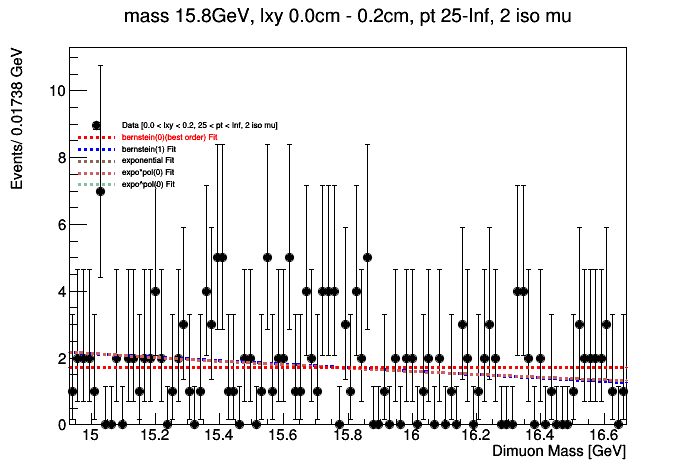 mass 15.8GeV, lxy 0.0cm - 0.2cm, pt 25-Inf, 2 iso mu
Events/ 0.01738 GeV
10
8
6
4
2
0
Data [0.0 < lxy < 0.2, 25 < pt < Inf, 2 iso mu]
bernstein(0)(best order) Fit
bernstein(1) Fit
exponential Fit
expo*pol(0) Fit
expo*pol(0) Fit
15 15.2 15.4 15.6 15.8 16 16.2 16.4 16.6
Dimuon Mass [GeV]